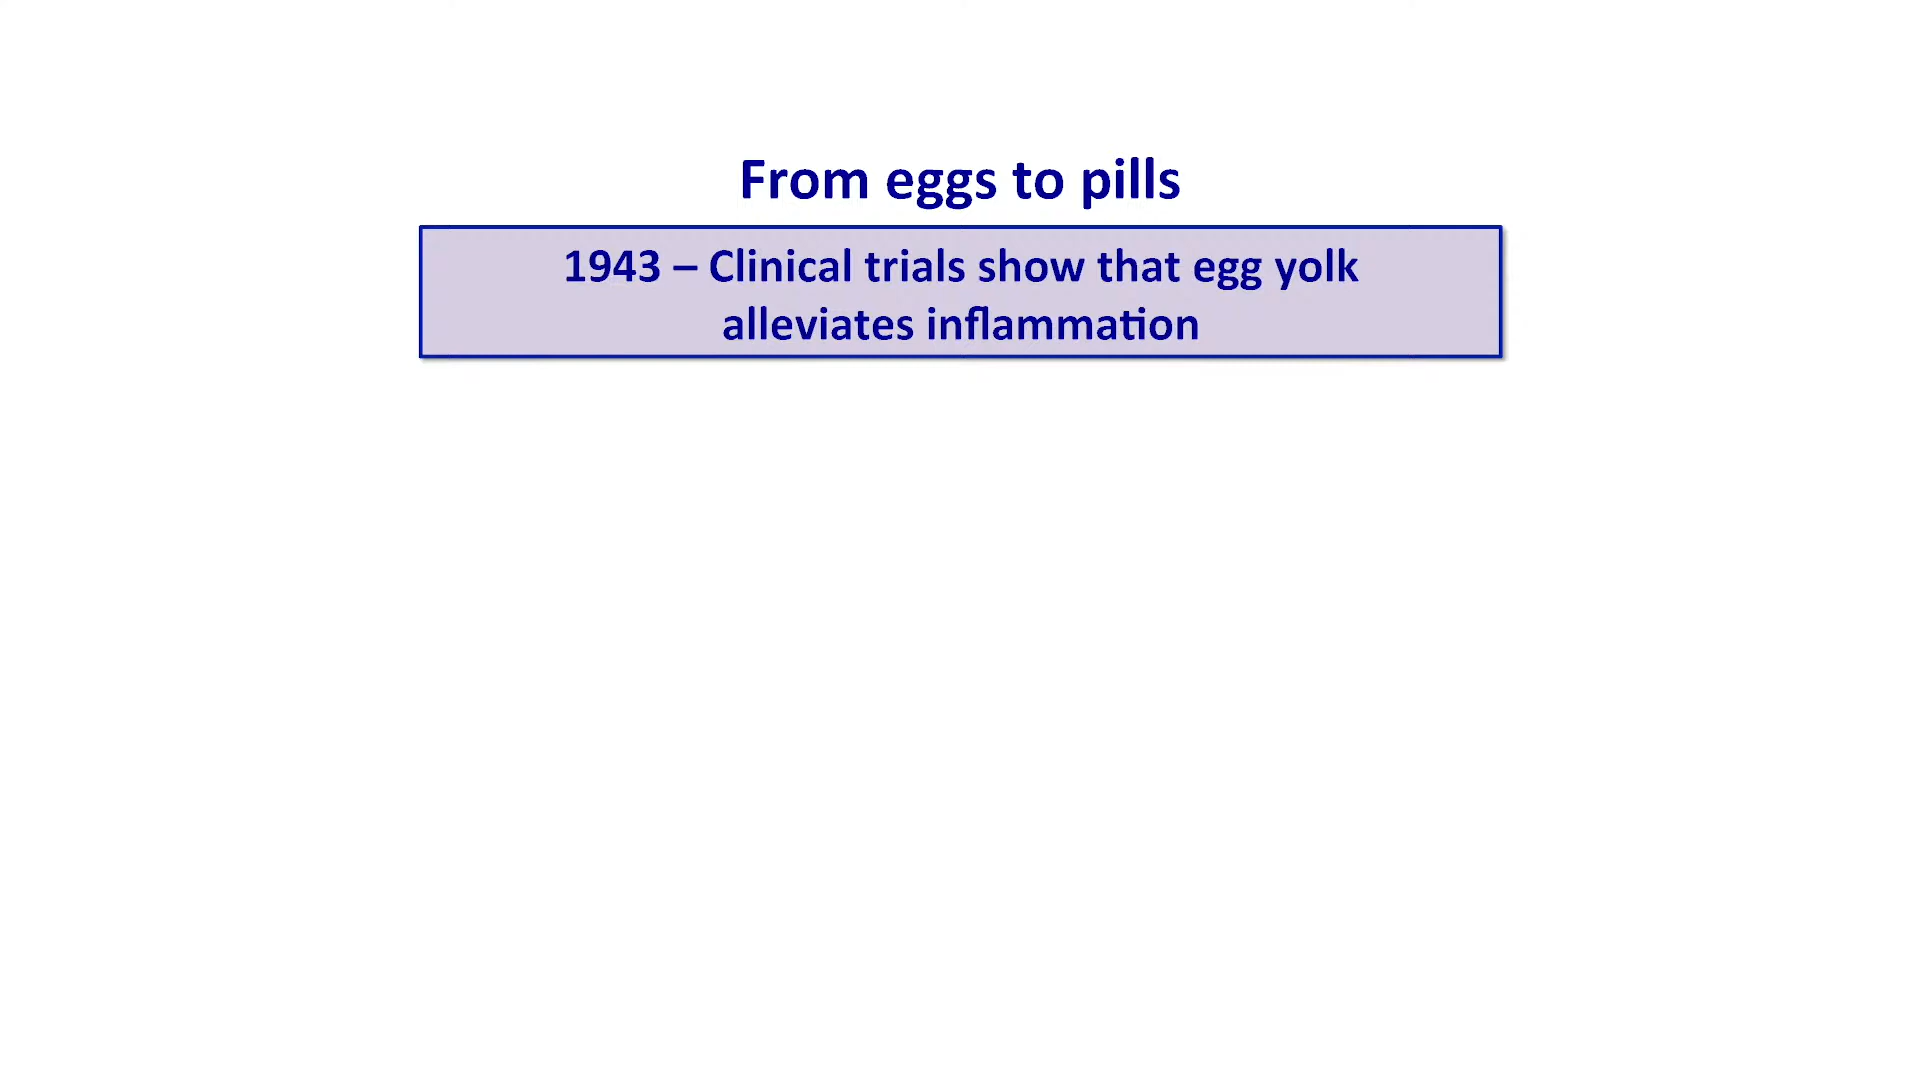 From eggs to pills
1943 – Clinical trials show that egg yolk
alleviates inflammation